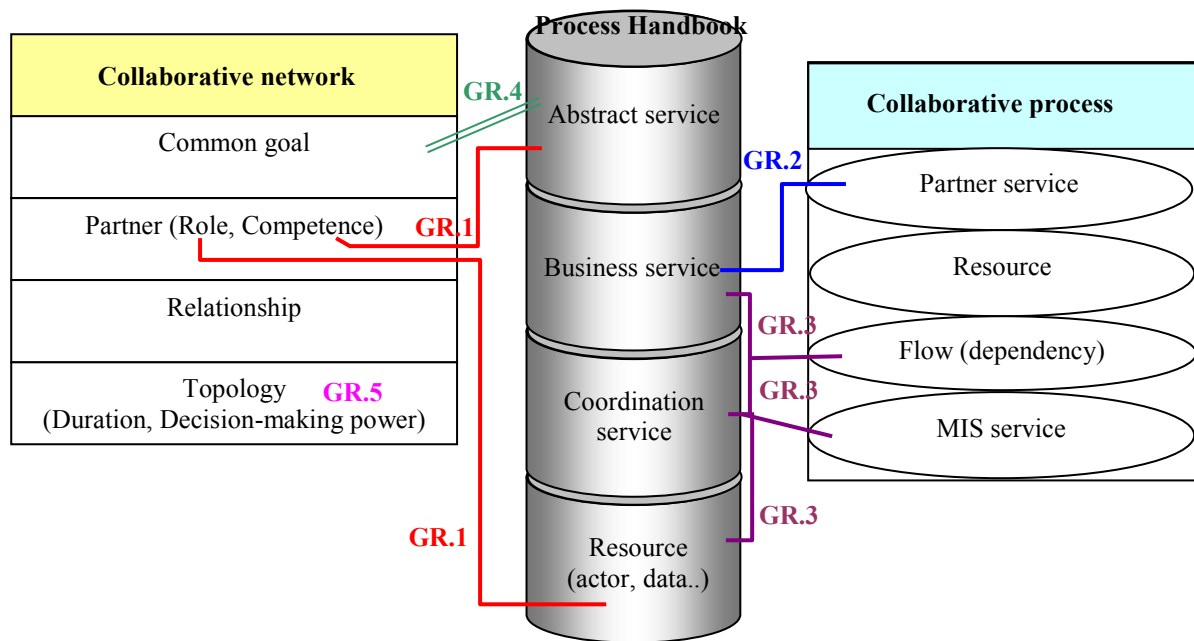 Process Handbook
Collaborative network
GR.4
Common goal
Partner (Role, Competence)
GR.1
Relationship
Topology
GR.5
(Duration, Decision-making power)
GR.1
Abstract service
Business service
Coordination
service
Resource
(actor, data..)
GR.2
GR.3
GR.3
GR.3
Collaborative process
Partner service
Resource
Flow (dependency)
MIS service